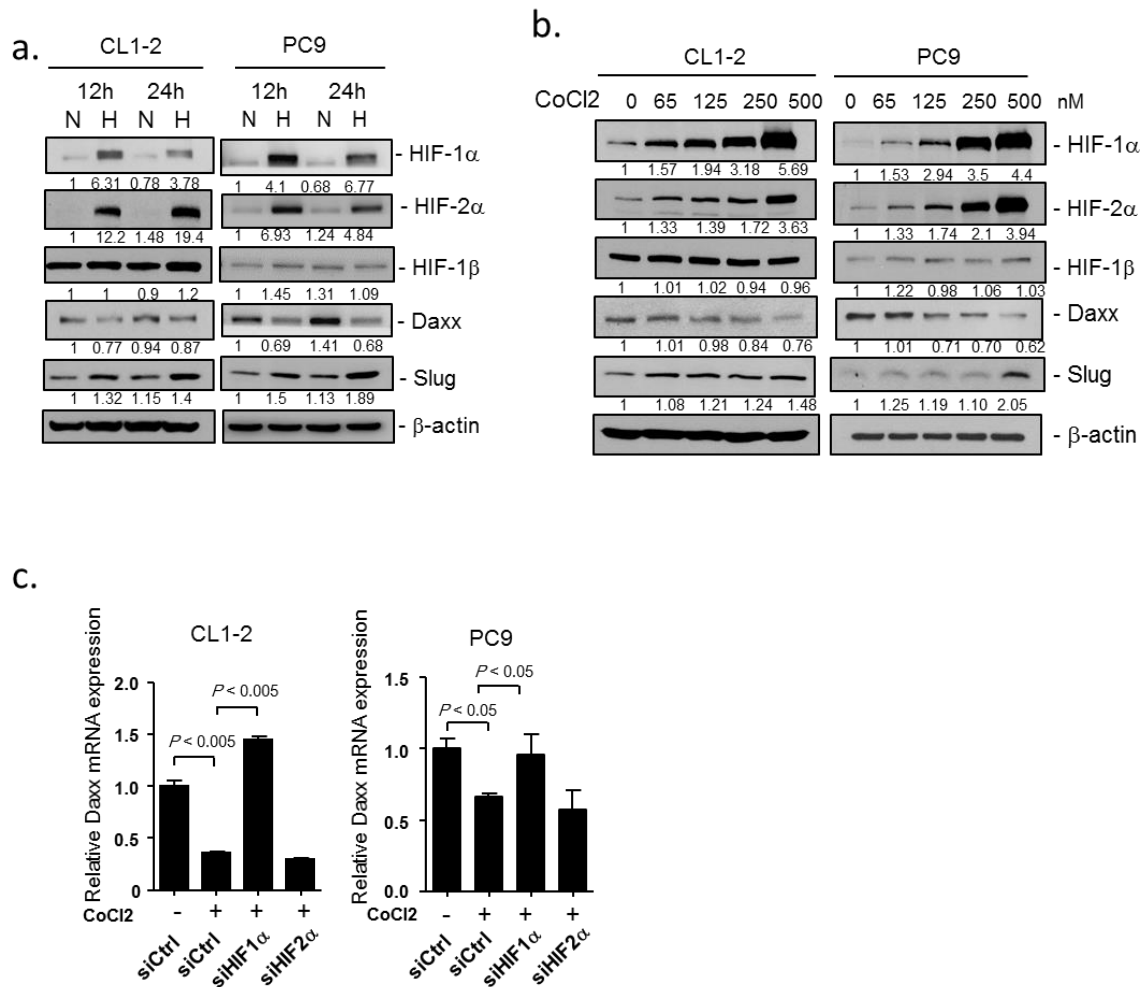 a.
CL1-2 PC9
12h 24h 12h 24h
N H N H N H N H
- HIF-1α
1 6.31 0.78 3.78 1 4.1 0.68 6.77
- HIF-2α
1 12.2 1.48 19.4 1 6.93 1.24 4.84
- HIF-1β
1 1 0.9 1.2 1 1.45 1.31 1.09
- Daxx
1 0.77 0.94 0.87 1 0.69 1.41 0.68
- Slug
1 1.32 1.15 1.4 1 1.5 1.13 1.89
- β-actin
b.
CL1-2 PC9
CoCl2 0 65 125 250 500 0 65 125 250 500 nM
- HIF-1α
1 1.57 1.94 3.18 5.69 1 1.53 2.94 3.5 4.4
- HIF-2α
1 1.33 1.39 1.72 3.63 1 1.33 1.74 2.1 3.94
- HIF-1β
1 1.01 1.02 0.94 0.96 1 1.22 0.98 1.06 1.03
- Daxx
1 1.01 0.98 0.84 0.76 1 1.01 0.71 0.70 0.62
- Slug
1 1.08 1.21 1.24 1.48 1 1.25 1.19 1.10 2.05
- β-actin
c.
CL1-2
Relative Daxx mRNA expression
2.0
1.5
1.0
0.5
0
P < 0.005
P < 0.005
CoCl2 - + + +
siCtrl siCtrl siHIF1α siHIF2α
PC9
Relative Daxx mRNA expression
1.5
1.0
0.5
0.0
P < 0.05
P < 0.05
CoCl2 - + + +
siCtrl siCtrl siHIF1α siHIF2α